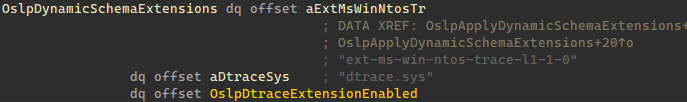 OslpDynamicSchemaExtensions dq offset aExtMsWinNtosTr
; DATA XREF: OslpApplyDynamicSchemaExtensions+
; OslpApplyDynamicSchemaExtensions+20↑o
; "ext-ms-win-ntos-trace-l1-1-0"
dq offset aDtraceSys ; "dtrace.sys"
dq offset OslpDtraceExtensionEnabled